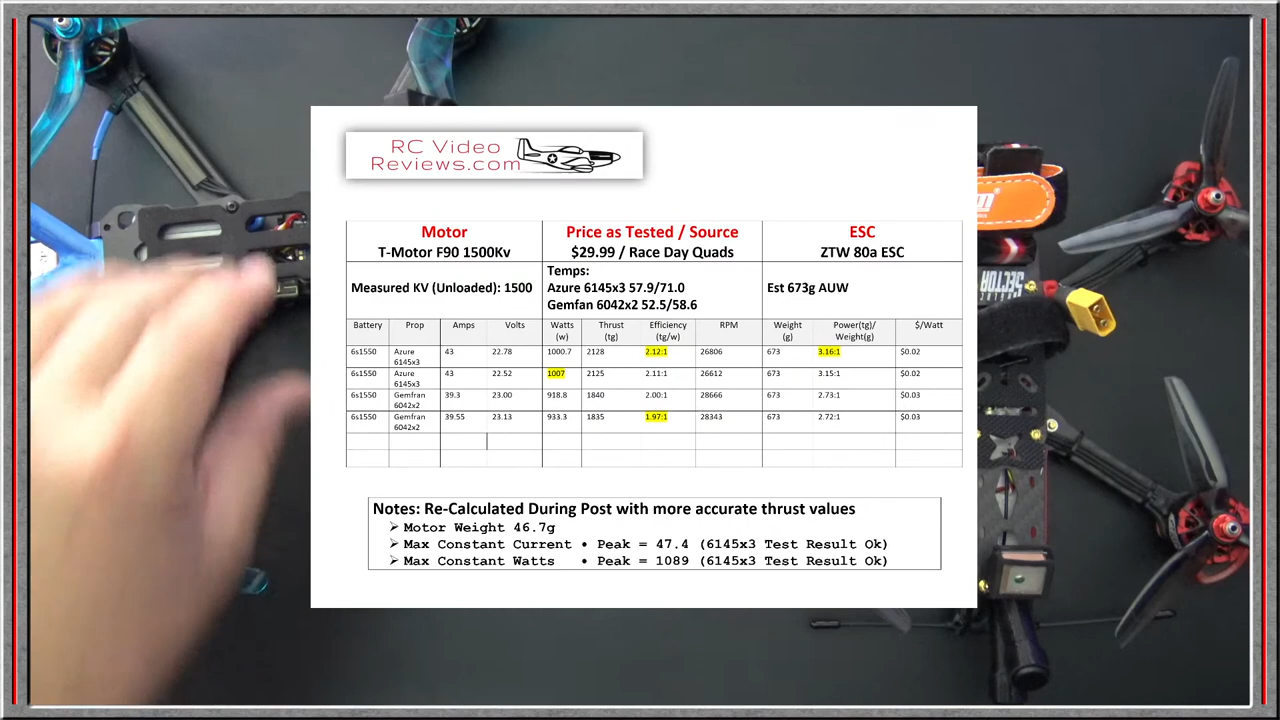 RC Video
Reviews.com
Motor
T-Motor F90 1500Kv
Price as Tested / Source
$29.99 / Race Day Quads
ESC
ZTW 80a ESC
Measured KV (Unloaded): 1500
Temps:
Azure 6145x3 57.9/71.0
Gemfan 6042x2 52.5/58.6
Est 673g AUW
Battery Prop Amps Volts Watts (w) Thrust (tg) Efficiency (tg/w) RPM Weight (g) Power(tg)/ Weight(g) $/Watt
6s1550 Azure 6145x3 43 22.78 1000.7 2128 2.12:1 26806 673 3.16:1 $0.02
6s1550 Azure 6145x3 43 22.52 1007 2125 2.11:1 26612 673 3.15:1 $0.02
6s1550 Gemfran 6042x2 39.3 23.00 918.8 1840 2.00:1 28666 673 2.73:1 $0.03
6s1550 Gemfran 6042x2 39.55 23.13 933.3 1835 1.97:1 28343 673 2.72:1 $0.03
Notes: Re-Calculated During Post with more accurate thrust values
➢ Motor Weight 46.7g
➢ Max Constant Current • Peak = 47.4 (6145x3 Test Result Ok)
➢ Max Constant Watts • Peak = 1089 (6145x3 Test Result Ok)
SECTOR